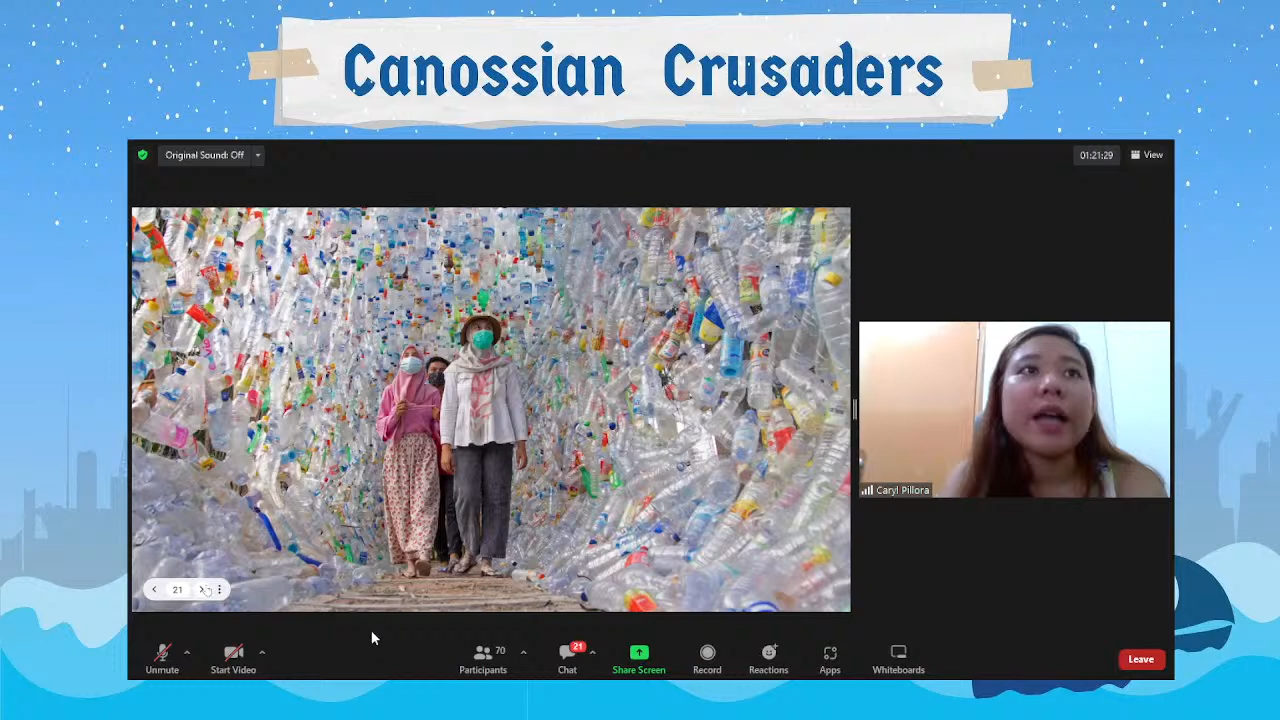 Canossian Crusaders
Original Sound: Off
01:21:29
View
Caryl Pillora
21
Unmute
Start Video
70
Participants
21
Chat
Share Screen
Record
Reactions
Apps
Whiteboards
Leave